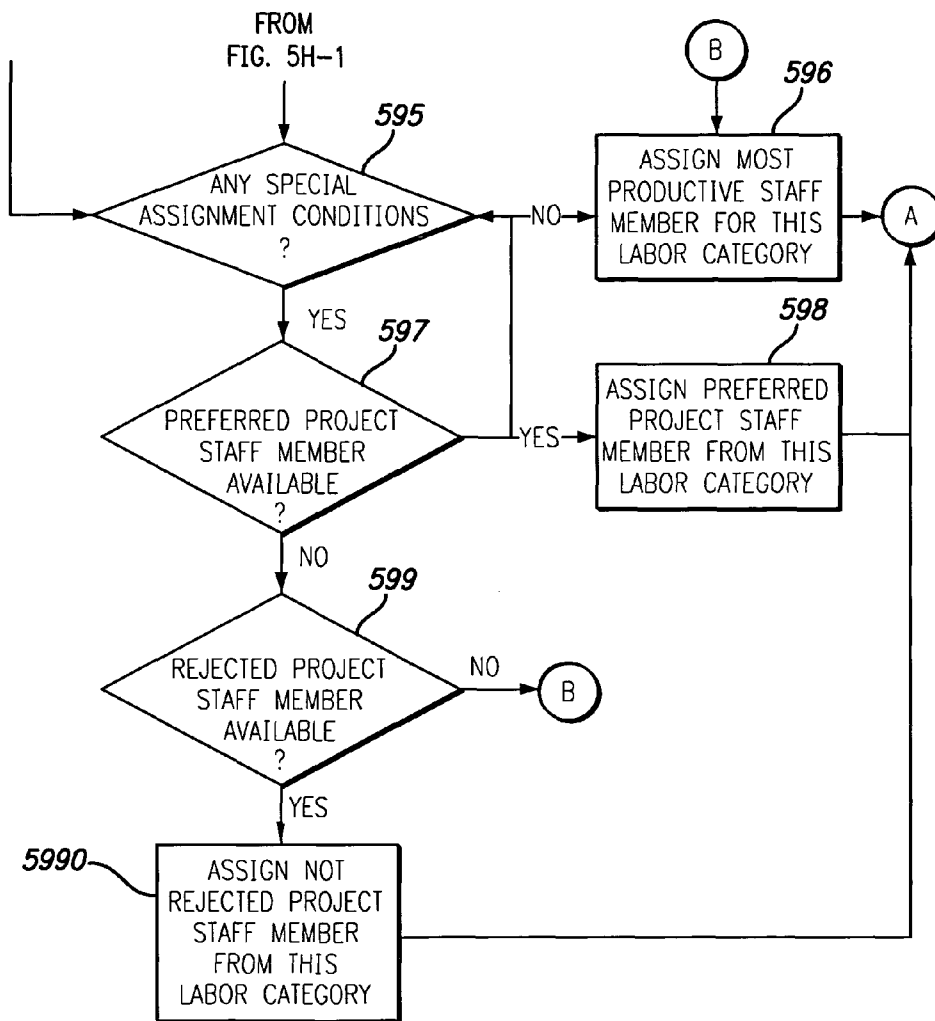 FROM
FIG. 5H-1
B
596
595
ANY SPECIAL
ASSIGNMENT CONDITIONS
?
NO
ASSIGN MOST
PRODUCTIVE STAFF
MEMBER FOR THIS
LABOR CATEGORY
A
YES
597
PREFERRED PROJECT
STAFF MEMBER
AVAILABLE
?
YES
598
ASSIGN PREFERRED
PROJECT STAFF
MEMBER FROM THIS
LABOR CATEGORY
NO
599
REJECTED PROJECT
STAFF MEMBER
AVAILABLE
?
NO
B
YES
5990
ASSIGN NOT
REJECTED PROJECT
STAFF MEMBER
FROM THIS
LABOR CATEGORY